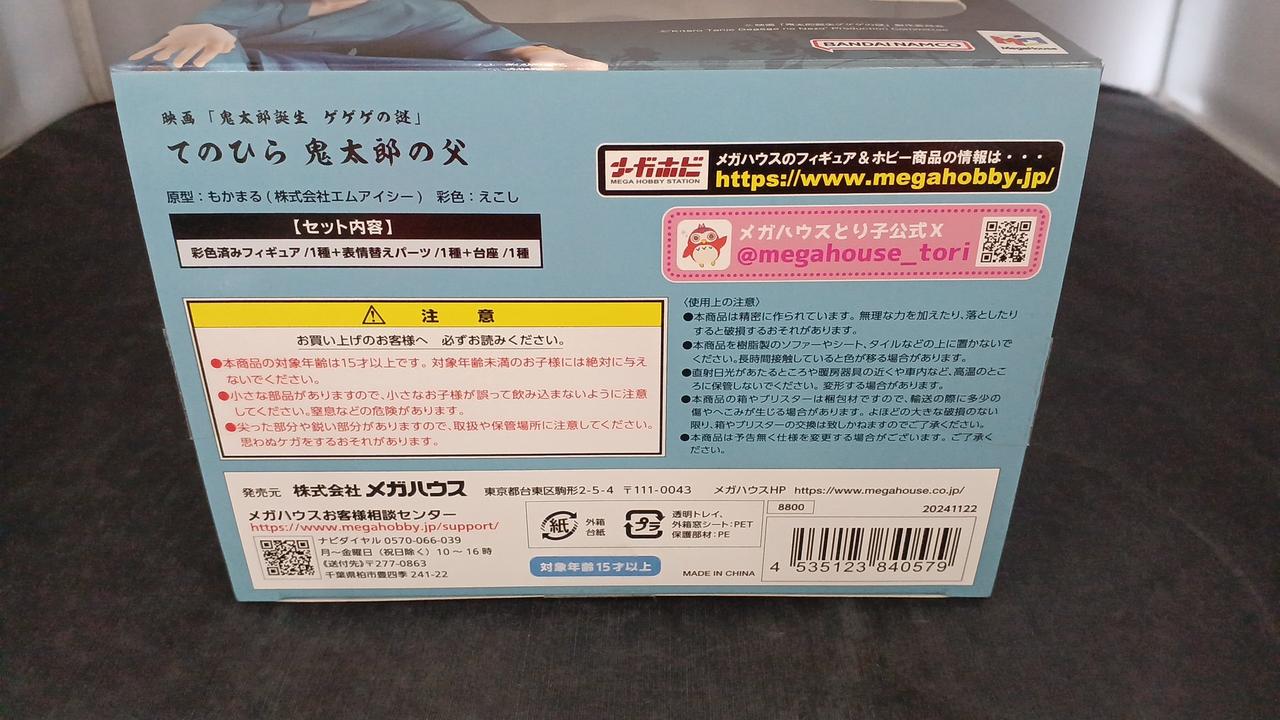 ©映画「鬼太郎誕生ゲゲゲの謎」製作委員会
©Kitaro Tanjo Gegege no Nazo Production Committee
BANDAI NAMCO
MegaHouse
映画「鬼太郎誕生 ゲゲゲの謎」
てのひら 鬼太郎の父
原型：もかまる(株式会社エムアイシー) 彩色：えこし
【セット内容】
彩色済みフィギュア/1種+表情替えパーツ/1種+台座/1種
メガホビ
MEGA HOBBY STATION
メガハウスのフィギュア＆ホビー商品の情報は・・・
https://www.megahobby.jp/
メガハウスとり子公式X
@megahouse_tori
注 意
お買い上げのお客様へ 必ずお読みください。
●本商品の対象年齢は15才以上です。対象年齢未満のお子様には絶対に与え
ないでください。
●小さな部品がありますので、小さなお子様が誤って飲み込まないように注意
してください。窒息などの危険があります。
●尖った部分や鋭い部分がありますので、取扱や保管場所に注意してください。
思わぬケガをするおそれがあります。
〈使用上の注意〉
●本商品は精密に作られています。無理な力を加えたり、落としたり
すると破損するおそれがあります。
●本商品を樹脂製のソファーやシート、タイルなどの上に置かないで
ください。長時間接触していると色が移る場合があります。
●直射日光があたるところや暖房器具の近くや車内など、高温のとこ
ろに保管しないでください。変形する場合があります。
●本商品の箱やブリスターは梱包材ですので、輸送の際に多少の
傷やへこみが生じる場合があります。よほどの大きな破損のない
限り、箱やブリスターの交換は致しかねますのでご了承ください。
●本商品は予告無く仕様を変更する場合がございます。ご了承く
ださい。
発売元 株式会社 メガハウス 東京都台東区駒形2-5-4 〒111-0043 メガハウスHP https://www.megahouse.co.jp/
メガハウスお客様相談センター
https://www.megahobby.jp/support/
ナビダイヤル 0570-066-039
月～金曜日(祝日除く)10～16時
《送付先》〒277-0863
千葉県柏市豊四季 241-22
紙
外箱
台紙
プラ
透明トレイ、
外箱窓シート:PET
保護部材:PE
対象年齢15才以上
MADE IN CHINA
8800
20241122
4 535123 840579